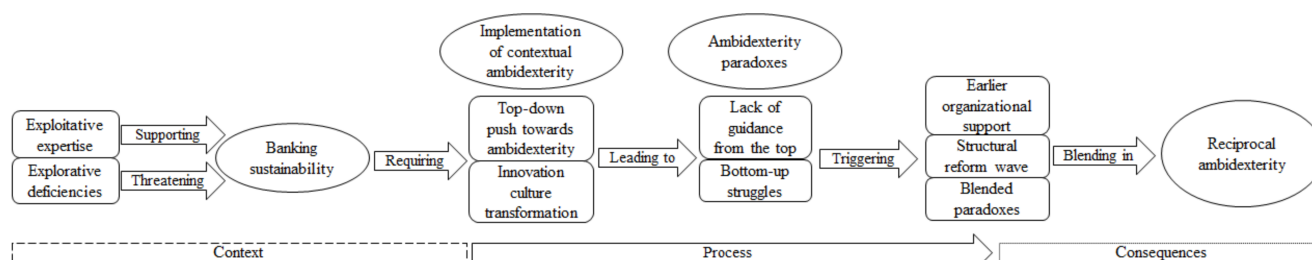 Exploitative
expertise
Explorative
deficiencies
Supporting
Threatening
Banking
sustainability
Requiring
Implementation
of contextual
ambidexterity
Top-down
push towards
ambidexterity
Innovation
culture
transformation
Leading to
Ambidexterity
paradoxes
Lack of
guidance
from the top
Bottom-up
struggles
Triggering
Earlier
organizational
support
Structural
reform wave
Blended
paradoxes
Blending in
Reciprocal
ambidexterity
Context
Process
Consequences